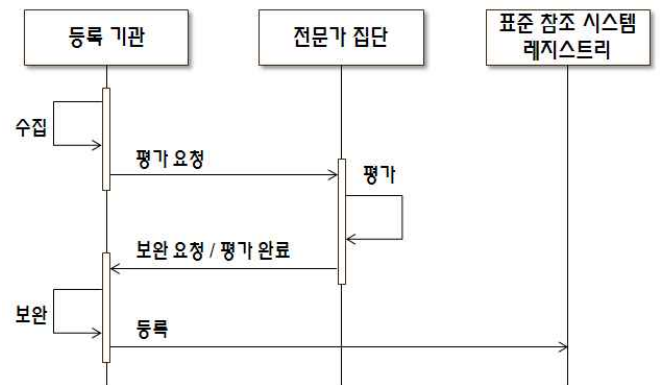 등록 기관
전문가 집단
표준 참조 시스템
레지스트리
수집
평가 요청
평가
보완 요청 / 평가 완료
보완
등록